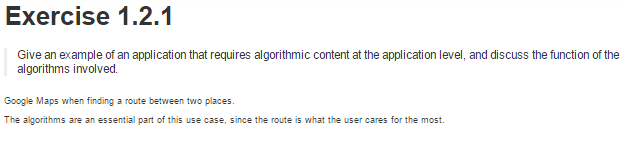 Exercise 1.2.1
Give an example of an application that requires algorithmic content at the application level, and discuss the function of the
algorithms involved.
Google Maps when finding a route between two places.
The algorithms are an essential part of this use case, since the route is what the user cares for the most.